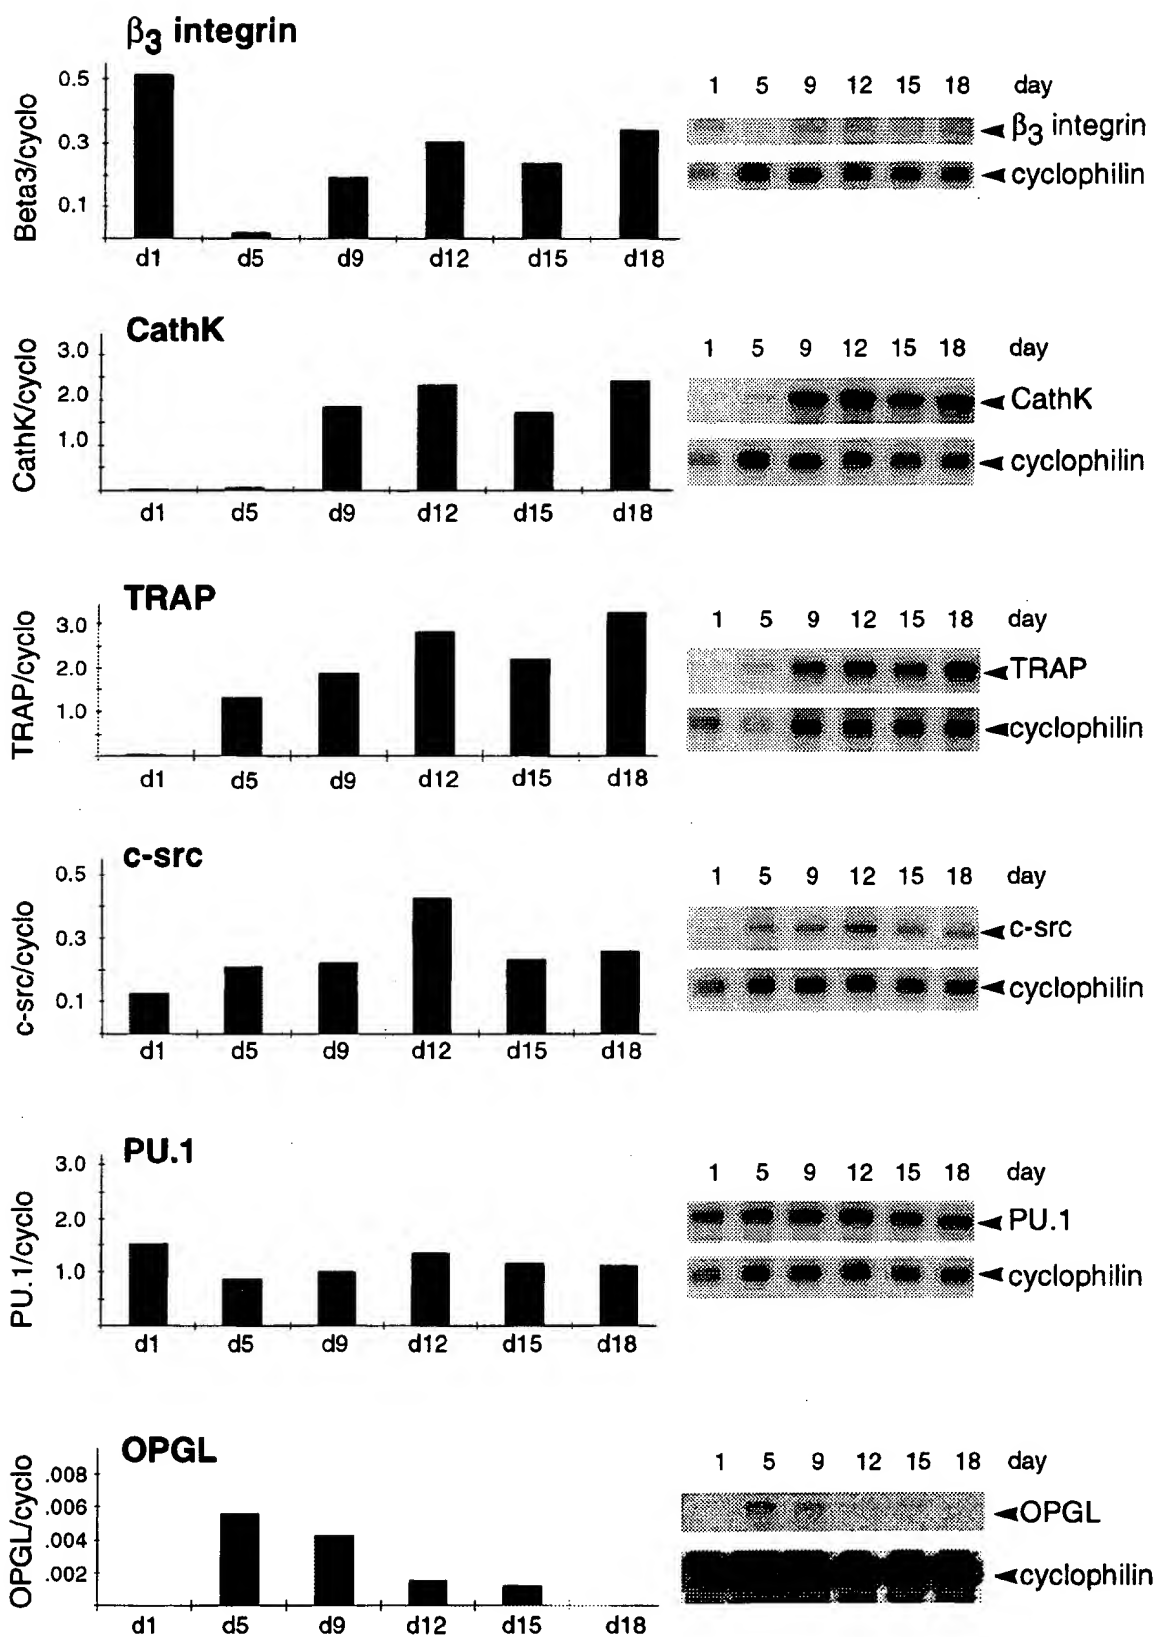 β3 integrin
Beta3/cyclo
0.5
0.3
0.1
d1 d5 d9 d12 d15 d18
1 5 9 12 15 18 day
β3 integrin
cyclophilin
CathK
CathK/cyclo
3.0
2.0
1.0
d1 d5 d9 d12 d15 d18
1 5 9 12 15 18 day
CathK
cyclophilin
TRAP
TRAP/cyclo
3.0
2.0
1.0
d1 d5 d9 d12 d15 d18
1 5 9 12 15 18 day
TRAP
cyclophilin
c-src
c-src/cyclo
0.5
0.3
0.1
d1 d5 d9 d12 d15 d18
1 5 9 12 15 18 day
c-src
cyclophilin
PU.1
PU.1/cyclo
3.0
2.0
1.0
d1 d5 d9 d12 d15 d18
1 5 9 12 15 18 day
PU.1
cyclophilin
OPGL
OPGL/cyclo
.008
.006
.004
.002
d1 d5 d9 d12 d15 d18
1 5 9 12 15 18 day
OPGL
cyclophilin